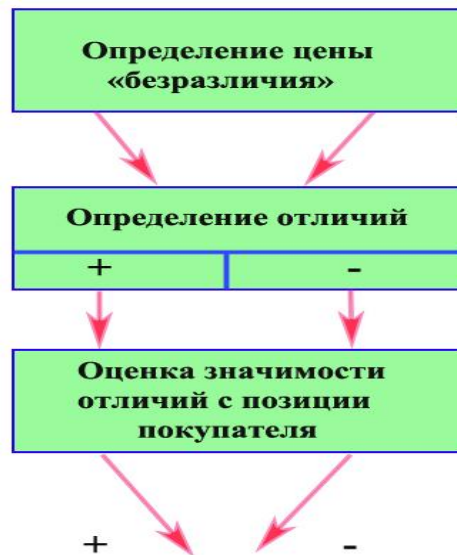 Определение цены
«безразличия»
Определение отличий
+ -
Оценка значимости
отличий с позиции
покупателя
+ -